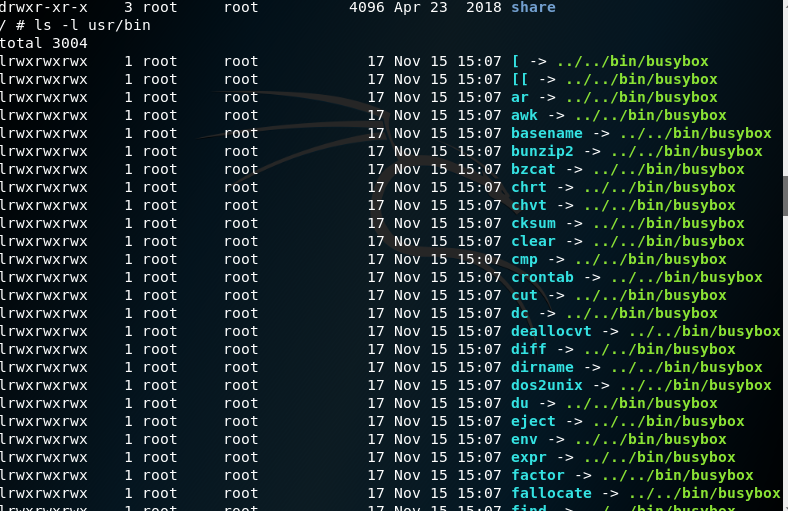 drwxr-xr-x    3 root     root          4096 Apr 23  2018 share
/ # ls -l usr/bin
total 3004
lrwxrwxrwx    1 root     root            17 Nov 15 15:07 [ -> ../../bin/busybox
lrwxrwxrwx    1 root     root            17 Nov 15 15:07 [[ -> ../../bin/busybox
lrwxrwxrwx    1 root     root            17 Nov 15 15:07 ar -> ../../bin/busybox
lrwxrwxrwx    1 root     root            17 Nov 15 15:07 awk -> ../../bin/busybox
lrwxrwxrwx    1 root     root            17 Nov 15 15:07 basename -> ../../bin/busybox
lrwxrwxrwx    1 root     root            17 Nov 15 15:07 bunzip2 -> ../../bin/busybox
lrwxrwxrwx    1 root     root            17 Nov 15 15:07 bzcat -> ../../bin/busybox
lrwxrwxrwx    1 root     root            17 Nov 15 15:07 chrt -> ../../bin/busybox
lrwxrwxrwx    1 root     root            17 Nov 15 15:07 chvt -> ../../bin/busybox
lrwxrwxrwx    1 root     root            17 Nov 15 15:07 cksum -> ../../bin/busybox
lrwxrwxrwx    1 root     root            17 Nov 15 15:07 clear -> ../../bin/busybox
lrwxrwxrwx    1 root     root            17 Nov 15 15:07 cmp -> ../../bin/busybox
lrwxrwxrwx    1 root     root            17 Nov 15 15:07 crontab -> ../../bin/busybox
lrwxrwxrwx    1 root     root            17 Nov 15 15:07 cut -> ../../bin/busybox
lrwxrwxrwx    1 root     root            17 Nov 15 15:07 dc -> ../../bin/busybox
lrwxrwxrwx    1 root     root            17 Nov 15 15:07 deallocvt -> ../../bin/busybox
lrwxrwxrwx    1 root     root            17 Nov 15 15:07 diff -> ../../bin/busybox
lrwxrwxrwx    1 root     root            17 Nov 15 15:07 dirname -> ../../bin/busybox
lrwxrwxrwx    1 root     root            17 Nov 15 15:07 dos2unix -> ../../bin/busybox
lrwxrwxrwx    1 root     root            17 Nov 15 15:07 du -> ../../bin/busybox
lrwxrwxrwx    1 root     root            17 Nov 15 15:07 eject -> ../../bin/busybox
lrwxrwxrwx    1 root     root            17 Nov 15 15:07 env -> ../../bin/busybox
lrwxrwxrwx    1 root     root            17 Nov 15 15:07 expr -> ../../bin/busybox
lrwxrwxrwx    1 root     root            17 Nov 15 15:07 factor -> ../../bin/busybox
lrwxrwxrwx    1 root     root            17 Nov 15 15:07 fallocate -> ../../bin/busybox
lrwxrwxrwx    1 root     root            17 Nov 15 15:07 find -> ../../bin/busybox